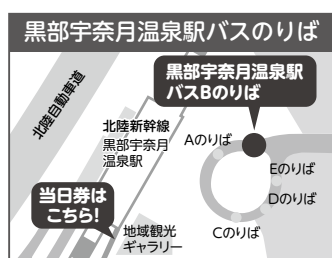 黒部宇奈月温泉駅バスのりば
黒部宇奈月温泉駅
バスBのりば
北陸自動車道
北陸新幹線
黒部宇奈月
温泉駅
Aのりば
Eのりば
Dのりば
Cのりば
当日券は
こちら!
地域観光
ギャラリー